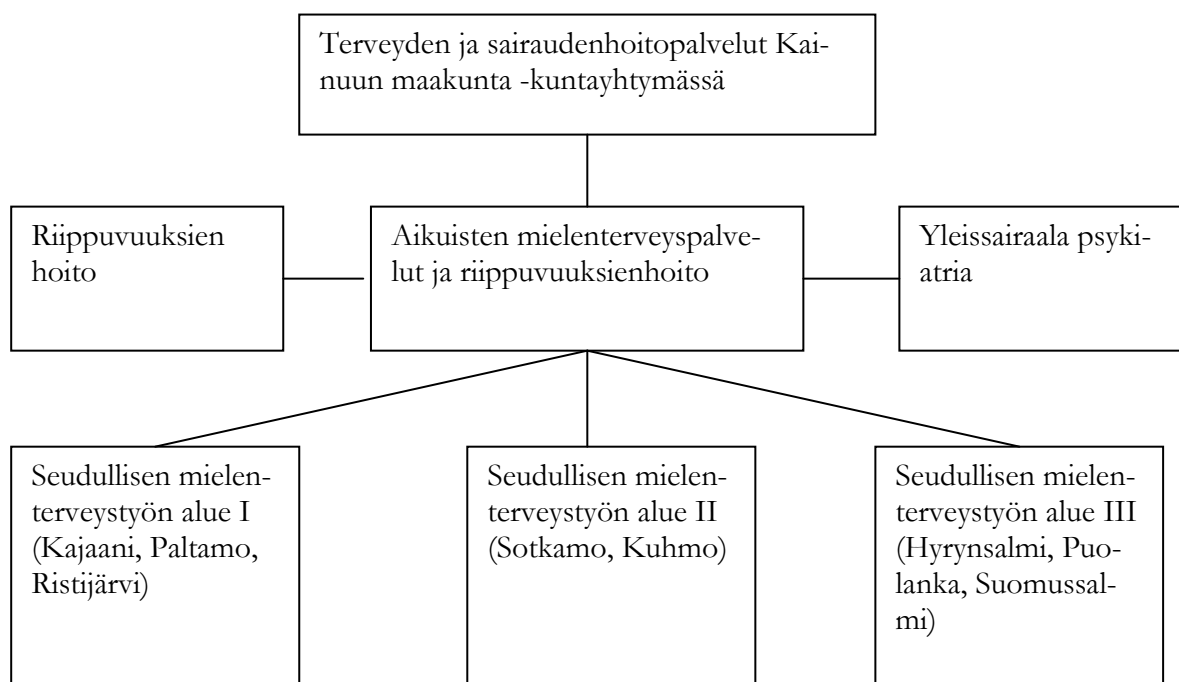 Terveyden ja sairaudenhoitopalvelut Kai-
nuun maakunta -kuntayhtymässä
Riippuvuuksien
hoito
Aikuisten mielenterveyspalve-
lut ja riippuvuuksienhoito
Yleissairaala psyki-
atria
Seudullisen mielen-
terveystyön alue I
(Kajaani, Paltamo,
Ristijärvi)
Seudullisen mielen-
terveystyön alue II
(Sotkamo, Kuhmo)
Seudullisen mielen-
terveystyön alue III
(Hyrynsalmi, Puo-
lanka, Suomussal-
mi)